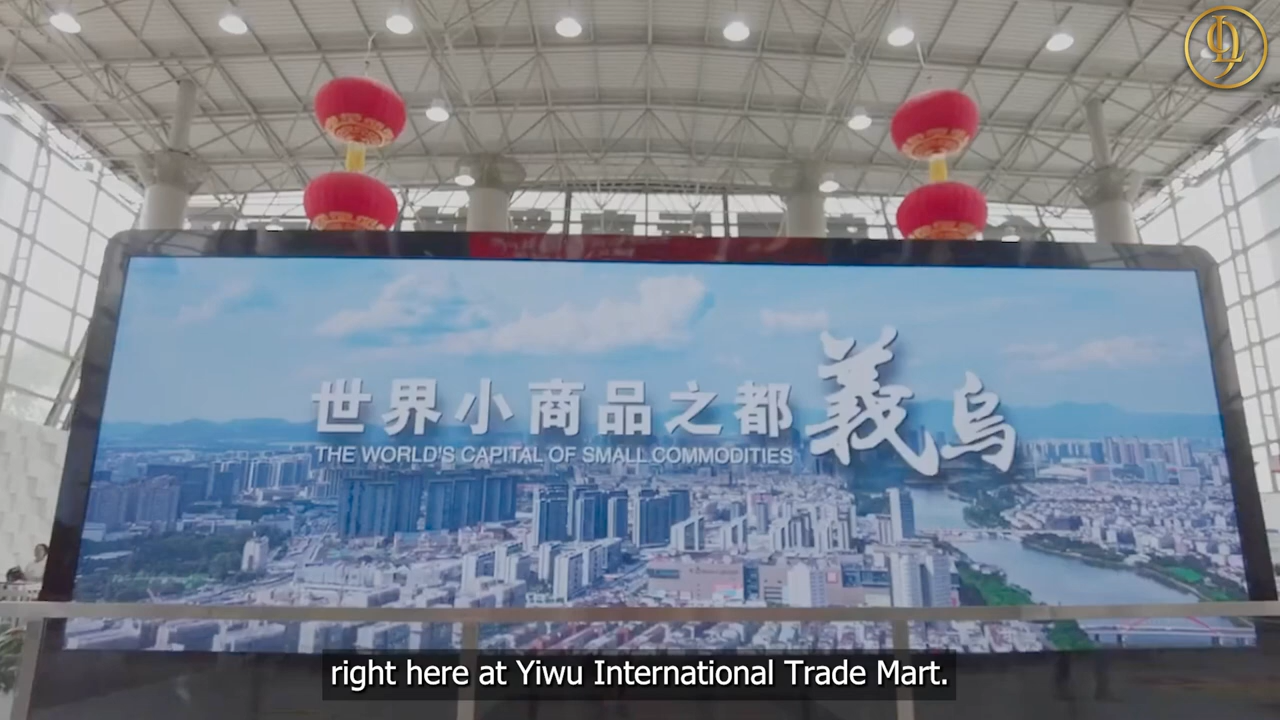 世界小商品之都 義乌
THE WORLD'S CAPITAL OF SMALL COMMODITIES
right here at Yiwu International Trade Mart.